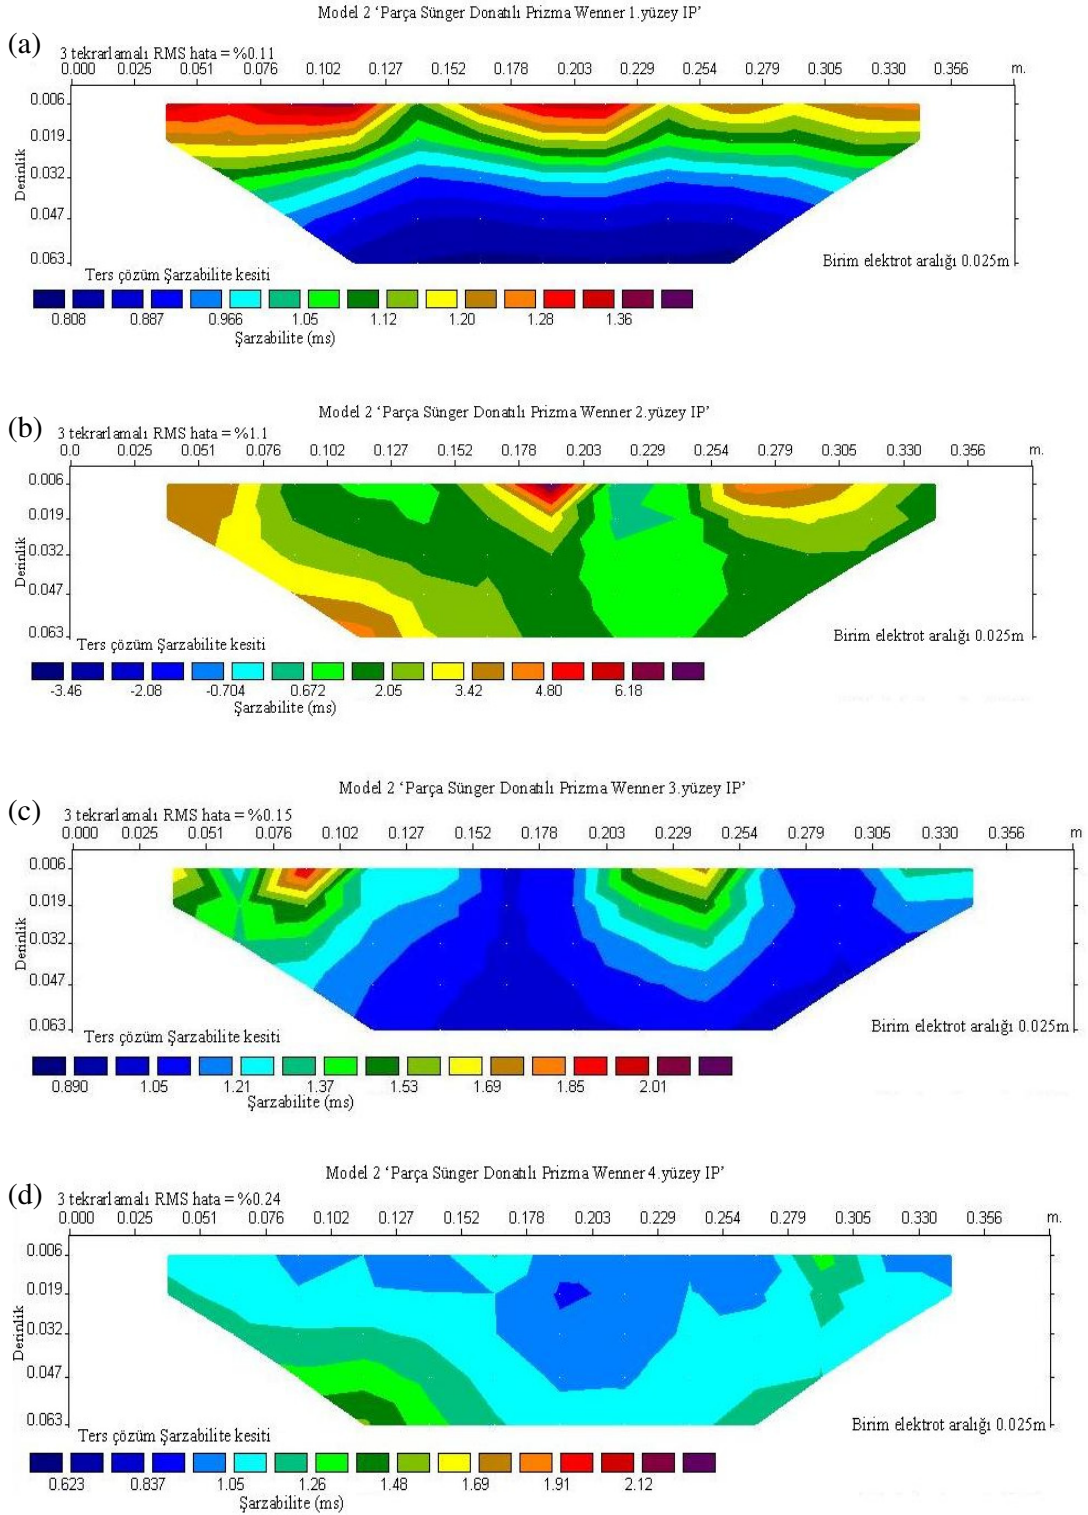 Model 2 ‘Parça Sünger Donatılı Prizma Wenner 1.yüzey IP’
(a)
3 tekrarlamalı RMS hata = %0.11
0.000 0.025 0.051 0.076 0.102 0.127 0.152 0.178 0.203 0.229 0.254 0.279 0.305 0.330 0.356 m.
0.006
0.019
0.032
0.047
0.063
Derinlik
Birim elektrot aralığı 0.025m
Ters çözüm Şarzabilite kesiti
0.808 0.887 0.966 1.05 1.12 1.20 1.28 1.36
Şarzabilite (ms)
Model 2 ‘Parça Sünger Donatılı Prizma Wenner 2.yüzey IP’
(b)
3 tekrarlamalı RMS hata = %1.1
0.0 0.025 0.051 0.076 0.102 0.127 0.152 0.178 0.203 0.229 0.254 0.279 0.305 0.330 0.356 m.
0.006
0.019
0.032
0.047
0.063
Derinlik
Birim elektrot aralığı 0.025m
Ters çözüm Şarzabilite kesiti
-3.46 -2.08 -0.704 0.672 2.05 3.42 4.80 6.18
Şarzabilite (ms)
Model 2 ‘Parça Sünger Donatılı Prizma Wenner 3.yüzey IP’
(c)
3 tekrarlamalı RMS hata = %0.15
0.000 0.025 0.051 0.076 0.102 0.127 0.152 0.178 0.203 0.229 0.254 0.279 0.305 0.330 0.356 m
0.006
0.019
0.032
0.047
0.063
Derinlik
Birim elektrot aralığı 0.025m
Ters çözüm Şarzabilite kesiti
0.890 1.05 1.21 1.37 1.53 1.69 1.85 2.01
Şarzabilite (ms)
Model 2 ‘Parça Sünger Donatılı Prizma Wenner 4.yüzey IP’
(d)
3 tekrarlamalı RMS hata = %0.24
0.000 0.025 0.051 0.076 0.102 0.127 0.152 0.178 0.203 0.229 0.254 0.279 0.305 0.330 0.356 m.
0.006
0.019
0.032
0.047
0.063
Derinlik
Birim elektrot aralığı 0.025m
Ters çözüm Şarzabilite kesiti
0.623 0.837 1.05 1.26 1.48 1.69 1.91 2.12
Şarzabilite (ms)